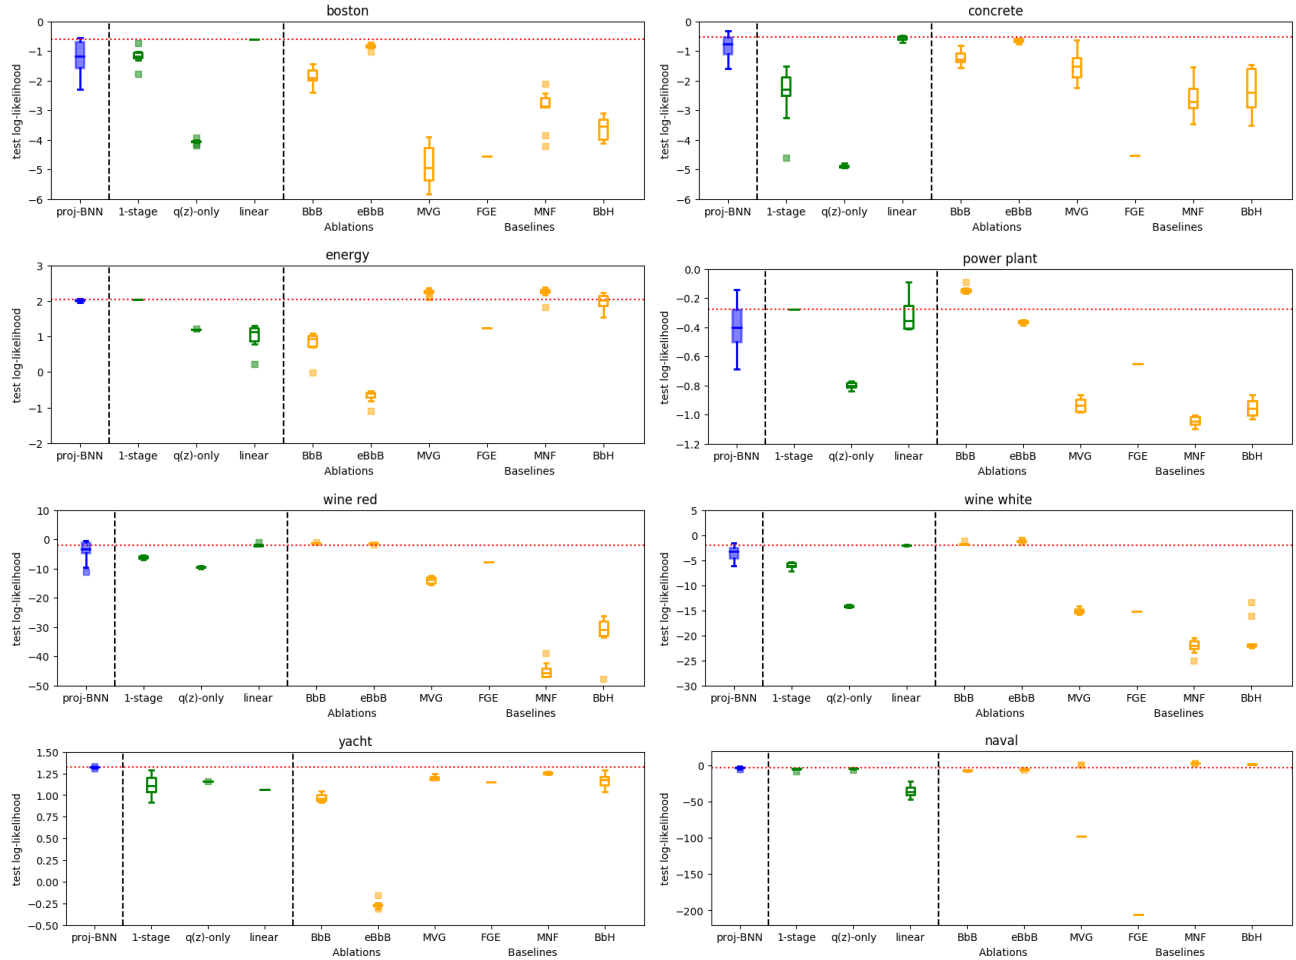 boston
test log-likelihood
0
−1
−2
−3
−4
−5
−6
proj-BNN 1-stage q(z)-only linear BbB eBbB MVG FGE MNF BbH
Ablations Baselines
concrete
test log-likelihood
0
−1
−2
−3
−4
−5
−6
proj-BNN 1-stage q(z)-only linear BbB eBbB MVG FGE MNF BbH
Ablations Baselines
energy
test log-likelihood
3
2
1
0
−1
−2
proj-BNN 1-stage q(z)-only linear BbB eBbB MVG FGE MNF BbH
Ablations Baselines
power plant
test log-likelihood
0.0
−0.2
−0.4
−0.6
−0.8
−1.0
−1.2
proj-BNN 1-stage q(z)-only linear BbB eBbB MVG FGE MNF BbH
Ablations Baselines
wine red
test log-likelihood
10
0
−10
−20
−30
−40
−50
proj-BNN 1-stage q(z)-only linear BbB eBbB MVG FGE MNF BbH
Ablations Baselines
wine white
test log-likelihood
5
0
−5
−10
−15
−20
−25
−30
proj-BNN 1-stage q(z)-only linear BbB eBbB MVG FGE MNF BbH
Ablations Baselines
yacht
test log-likelihood
1.50
1.25
1.00
0.75
0.50
0.25
0.00
−0.25
−0.50
proj-BNN 1-stage q(z)-only linear BbB eBbB MVG FGE MNF BbH
Ablations Baselines
naval
test log-likelihood
0
−50
−100
−150
−200
proj-BNN 1-stage q(z)-only linear BbB eBbB MVG FGE MNF BbH
Ablations Baselines